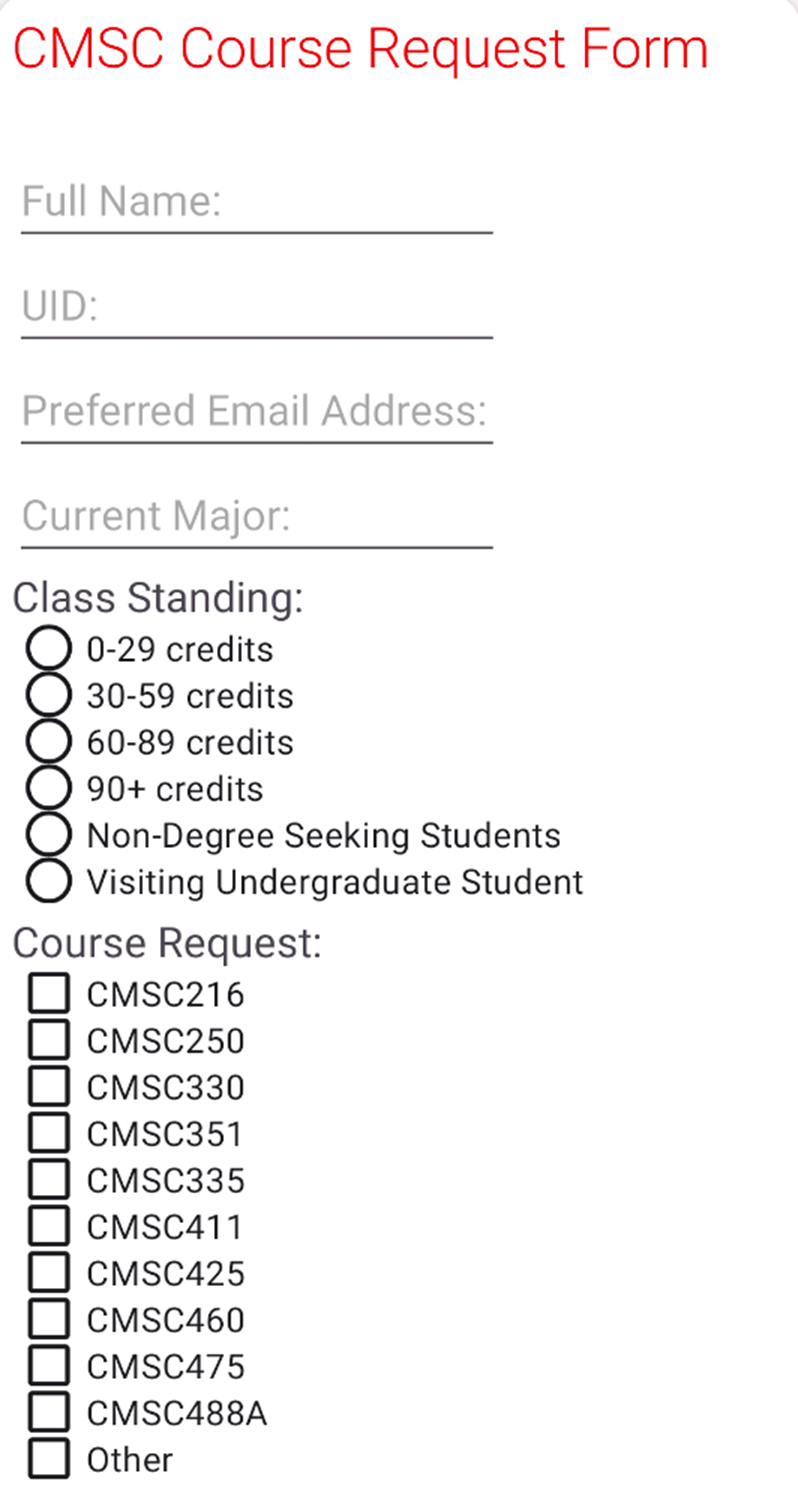 CMSC Course Request Form
Full Name:
UID:
Preferred Email Address:
Current Major:
Class Standing:
0-29 credits
30-59 credits
60-89 credits
90+ credits
Non-Degree Seeking Students
Visiting Undergraduate Student
Course Request:
CMSC216
CMSC250
CMSC330
CMSC351
CMSC335
CMSC411
CMSC425
CMSC460
CMSC475
CMSC488A
Other